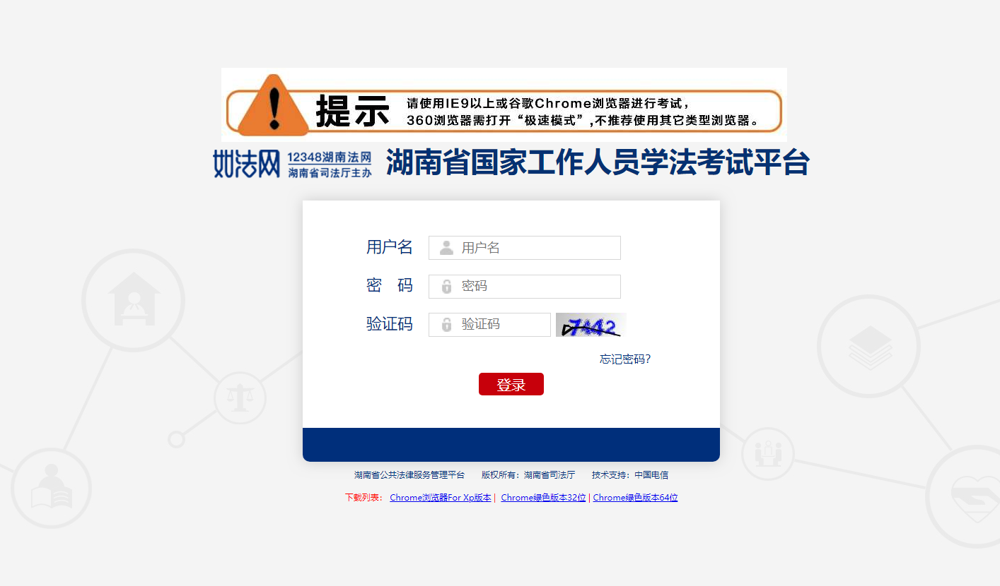 提示
请使用IE9以上或谷歌Chrome浏览器进行考试，
360浏览器需打开“极速模式”,不推荐使用其它类型浏览器。
如法网 12348湖南法网
湖南省司法厅主办
湖南省国家工作人员学法考试平台
用户名 用户名
密 码 密码
验证码 验证码
忘记密码?
登录
湖南省公共法律服务管理平台 版权所有：湖南省司法厅 技术支持：中国电信
下载列表： Chrome浏览器For Xp版本 | Chrome绿色版本32位 | Chrome绿色版本64位